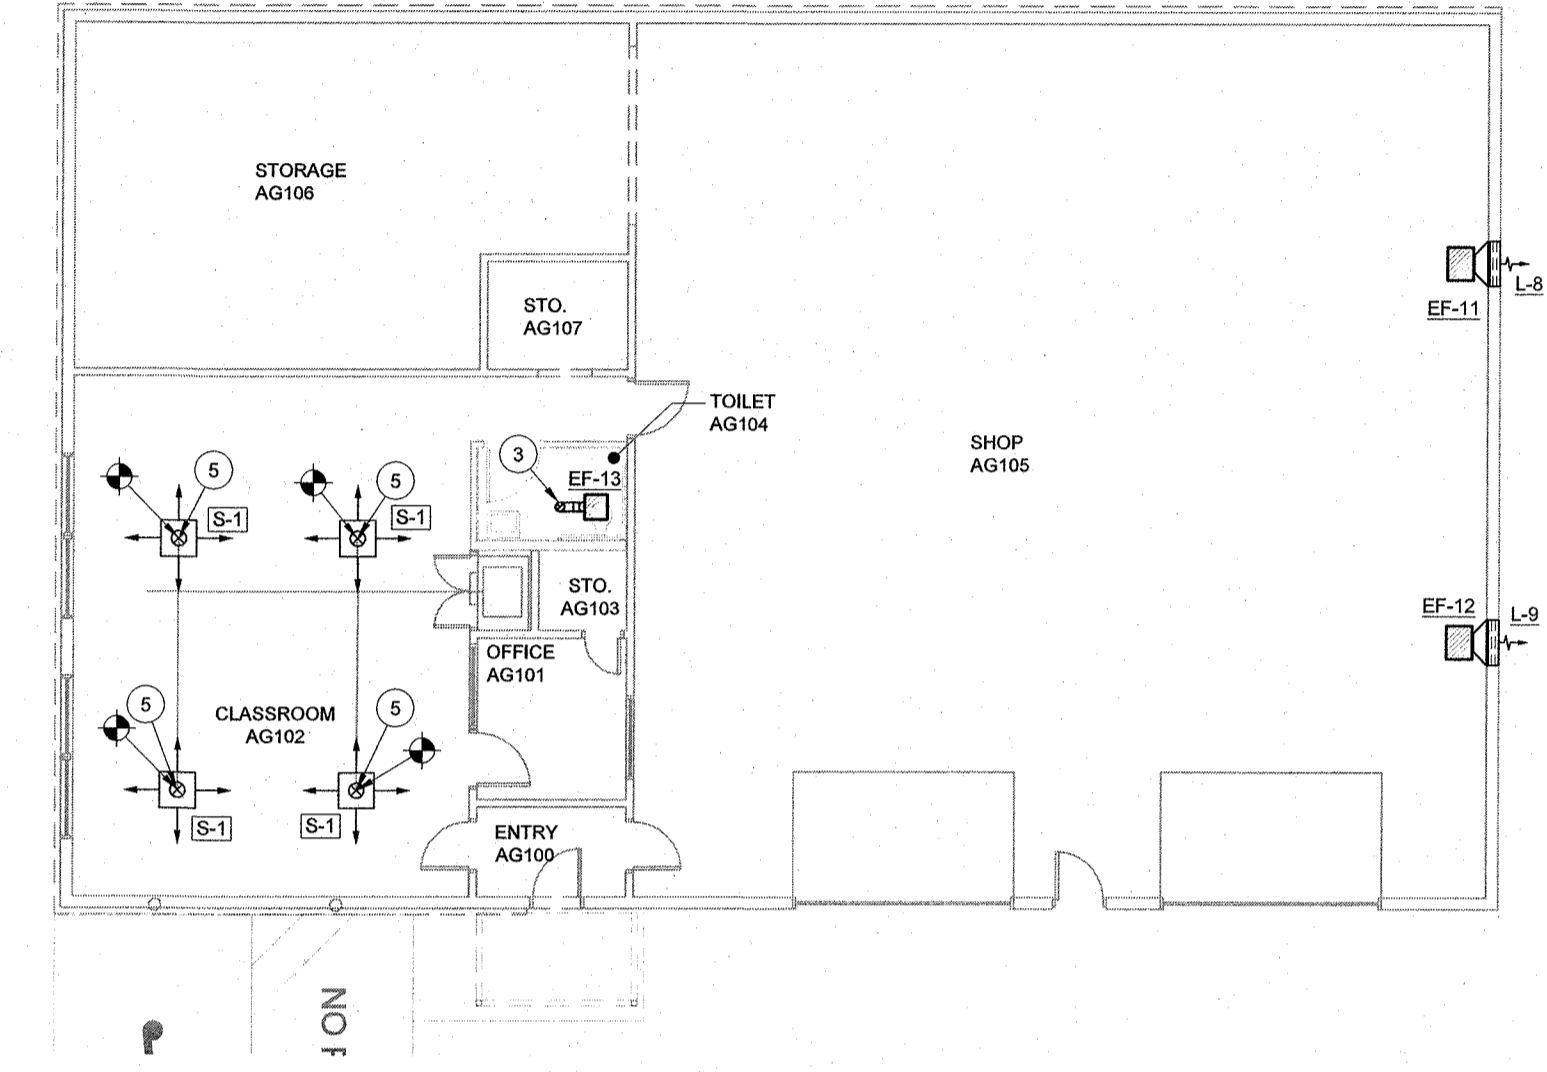 STORAGE
AG106
STO.
AG107
L-8
EF-11
TOILET
AG104
SHOP
AG105
3
EF-13
5
S-1
5
S-1
STO.
AG103
EF-12
L-9
OFFICE
AG101
5
CLASSROOM
AG102
5
S-1
S-1
ENTRY
AG100
ON